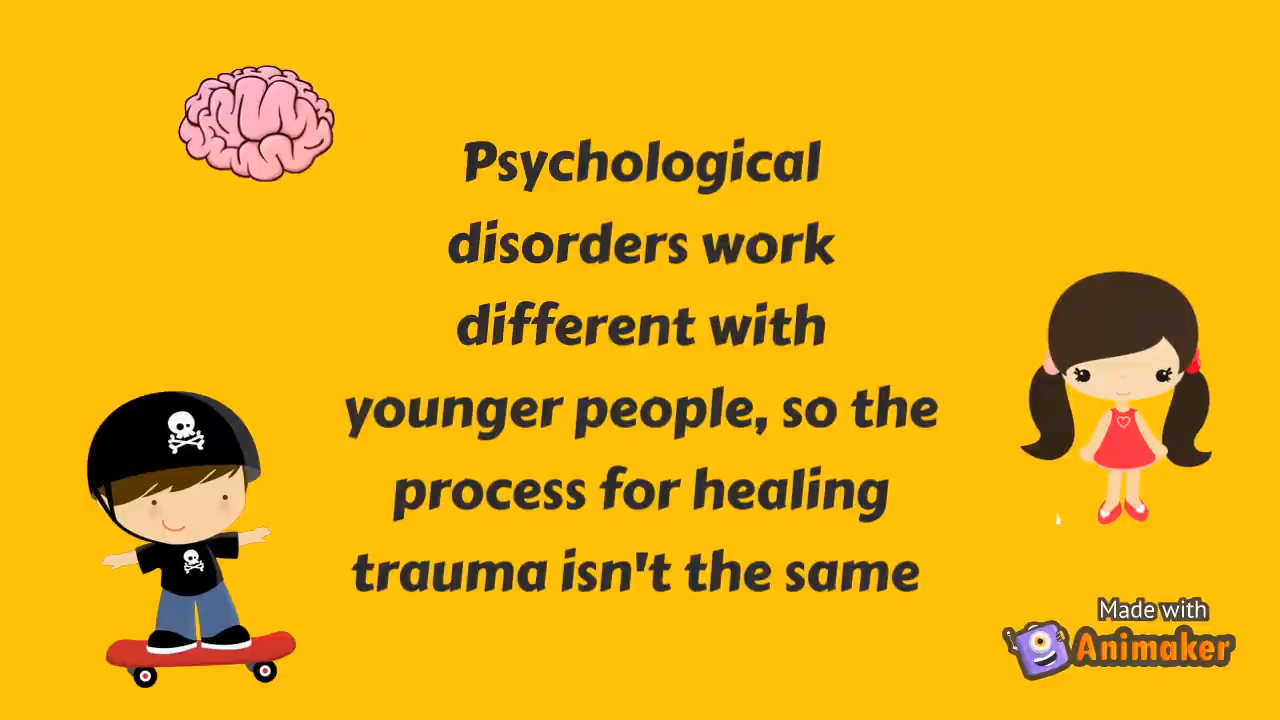 Psychological
disorders work
different with
younger people, so the
process for healing
trauma isn't the same
Made with
Animaker